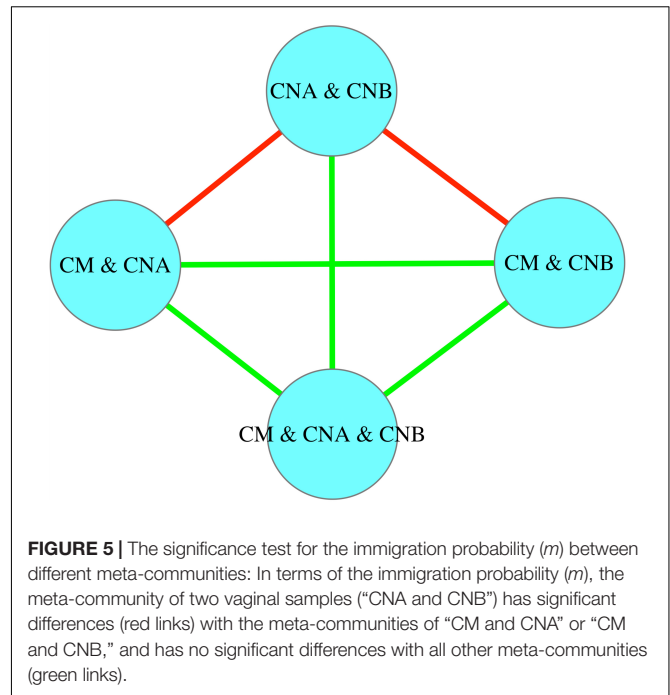 CNA & CNB
CM & CNA
CM & CNB
CM & CNA & CNB
FIGURE 5 | The significance test for the immigration probability (m) between
different meta-communities: In terms of the immigration probability (m), the
meta-community of two vaginal samples (“CNA and CNB”) has significant
differences (red links) with the meta-communities of “CM and CNA” or “CM
and CNB,” and has no significant differences with all other meta-communities
(green links).